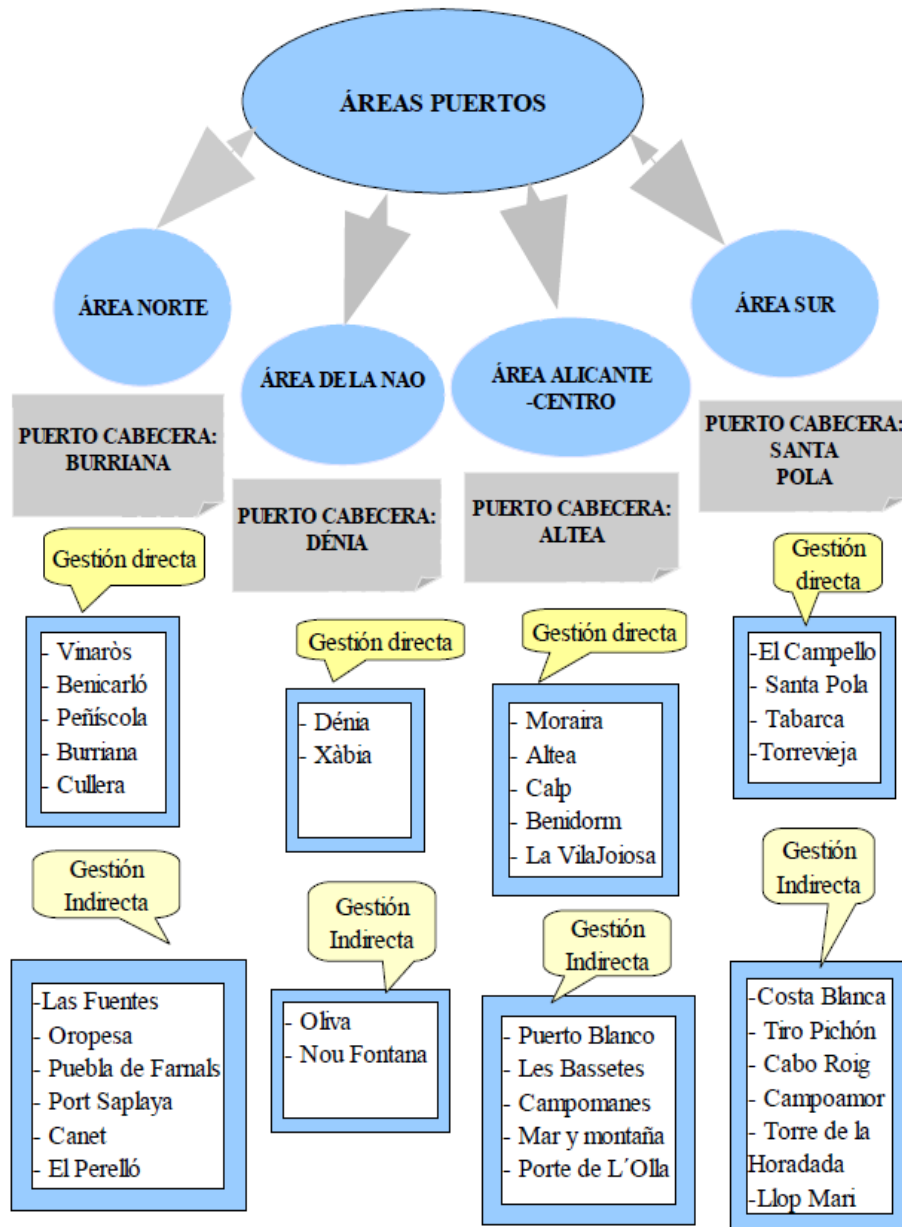 ÁREAS PUERTOS
ÁREA NORTE
ÁREA DE LA NAO
ÁREA ALICANTE
-CENTRO
ÁREA SUR
PUERTO CABECERA:
BURRIANA
PUERTO CABECERA:
DÉNIA
PUERTO CABECERA:
ALTEA
PUERTO CABECERA:
SANTA
POLA
Gestión directa
- Vinaròs
- Benicarló
- Peñíscola
- Burriana
- Cullera
Gestión directa
- Dénia
- Xàbia
Gestión directa
- Moraira
- Altea
- Calp
- Benidorm
- La VilaJoiosa
Gestión
directa
-El Campello
- Santa Pola
- Tabarca
-Torrevieja
Gestión
Indirecta
-Las Fuentes
- Oropesa
- Puebla de Farnals
- Port Saplaya
- Canet
- El Perelló
Gestión
Indirecta
- Oliva
- Nou Fontana
Gestión
Indirecta
- Puerto Blanco
- Les Bassetes
- Campomanes
- Mar y montaña
- Porte de L´Olla
Gestión
Indirecta
-Costa Blanca
- Tiro Pichón
- Cabo Roig
- Campoamor
- Torre de la
Horadada
-Llop Mari